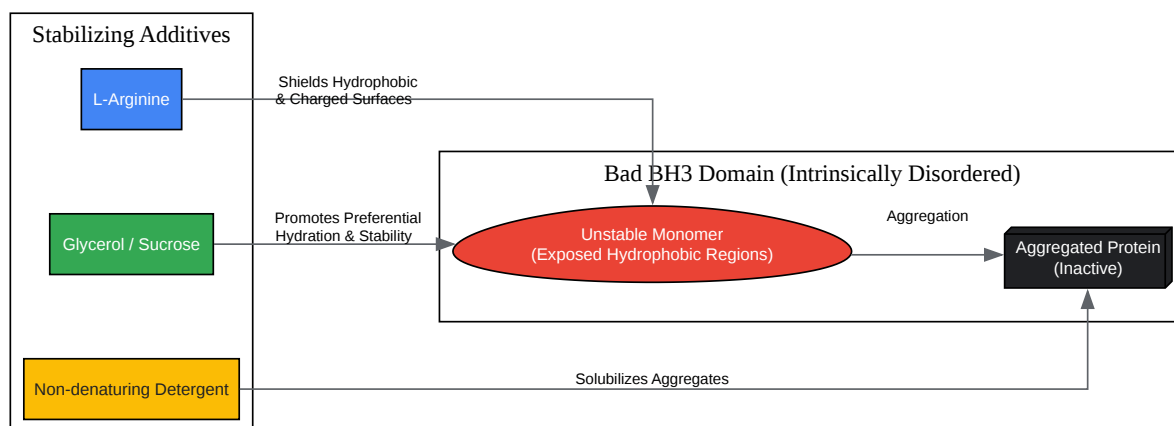 Stabilizing Additives
L-Arginine
Shields Hydrophobic
& Charged Surfaces
Bad BH3 Domain (Intrinsically Disordered)
Glycerol / Sucrose
Promotes Preferential
Hydration & Stability
Unstable Monomer
(Exposed Hydrophobic Regions)
Aggregation
Aggregated Protein
(Inactive)
Non-denaturing Detergent
Solubilizes Aggregates